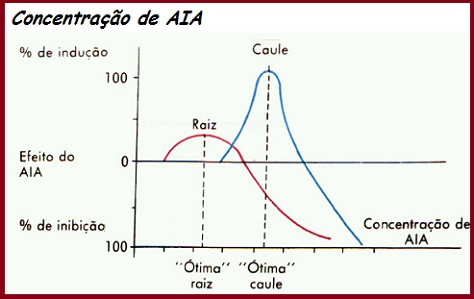 Concentração de AIA
% de indução
Caule
100
Raiz
Efeito do
AIA
0
% de inibição
Concentração de
AIA
100
"Ótima" "Ótima"
raiz caule